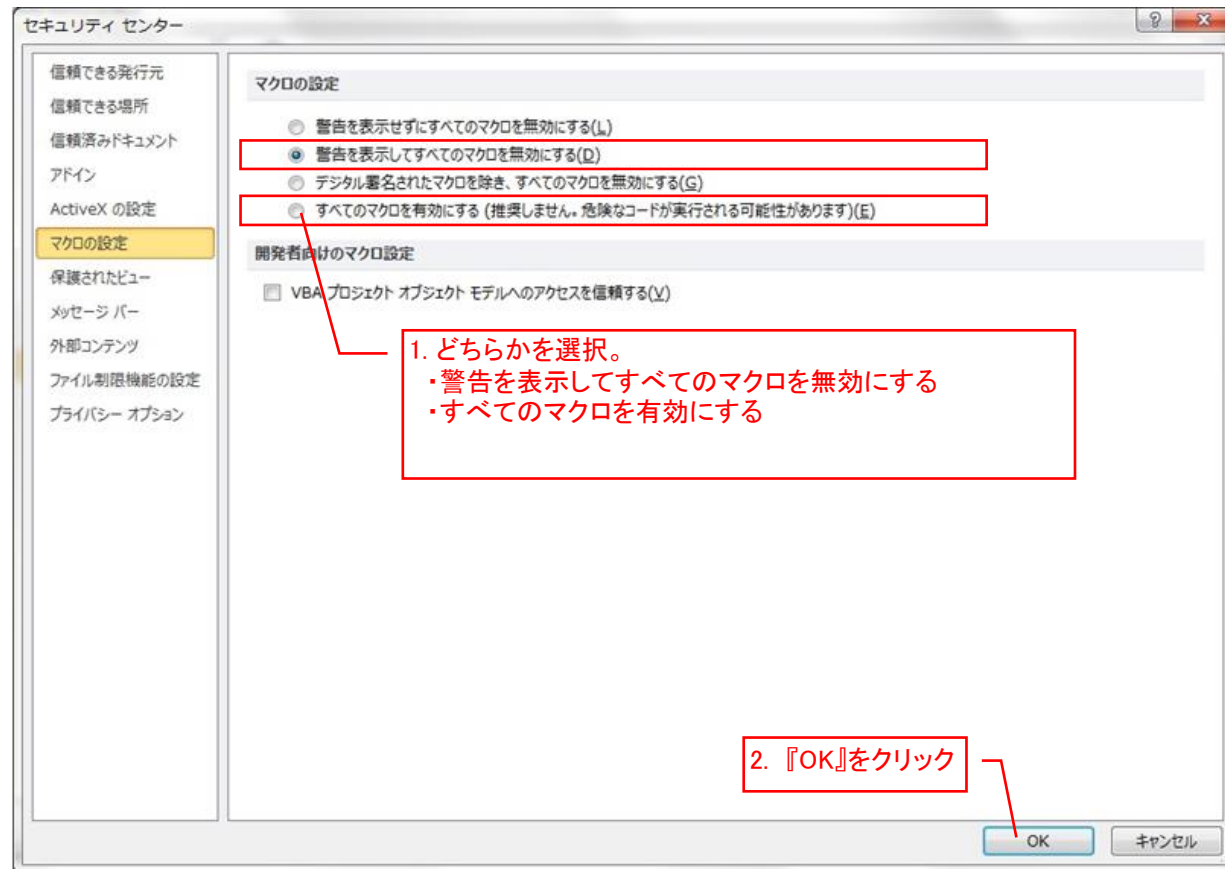 セキュリティ センター
信頼できる発行元
信頼できる場所
信頼済みドキュメント
アドイン
ActiveX の設定
マクロの設定
保護されたビュー
メッセージ バー
外部コンテンツ
ファイル制限機能の設定
プライバシー オプション
マクロの設定
警告を表示せずにすべてのマクロを無効にする(L)
警告を表示してすべてのマクロを無効にする(D)
デジタル署名されたマクロを除き、すべてのマクロを無効にする(G)
すべてのマクロを有効にする (推奨しません。危険なコードが実行される可能性があります)(E)
開発者向けのマクロ設定
VBA プロジェクト オブジェクト モデルへのアクセスを信頼する(V)
1. どちらかを選択。
・警告を表示してすべてのマクロを無効にする
・すべてのマクロを有効にする
2. 『OK』をクリック
OK
キャンセル